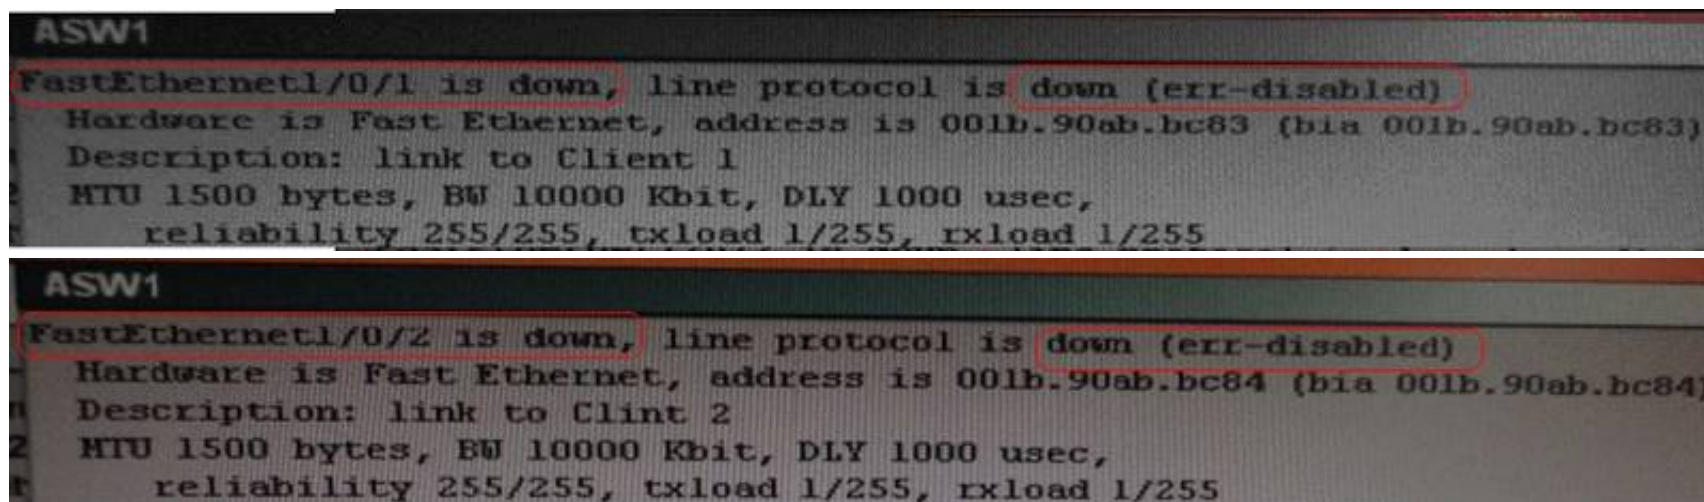 ASW1
FastEthernet1/0/1 is down, line protocol is down (err-disabled)
Hardware is Fast Ethernet, address is 001b.90ab.bc83 (bia 001b.90ab.bc83)
Description: link to Client 1
MTU 1500 bytes, BW 10000 Kbit, DLY 1000 usec,
reliability 255/255, txload 1/255, rxload 1/255
ASW1
FastEthernet1/0/2 is down, line protocol is down (err-disabled)
Hardware is Fast Ethernet, address is 001b.90ab.bc84 (bia 001b.90ab.bc84)
Description: link to Clint 2
MTU 1500 bytes, BW 10000 Kbit, DLY 1000 usec,
reliability 255/255, txload 1/255, rxload 1/255